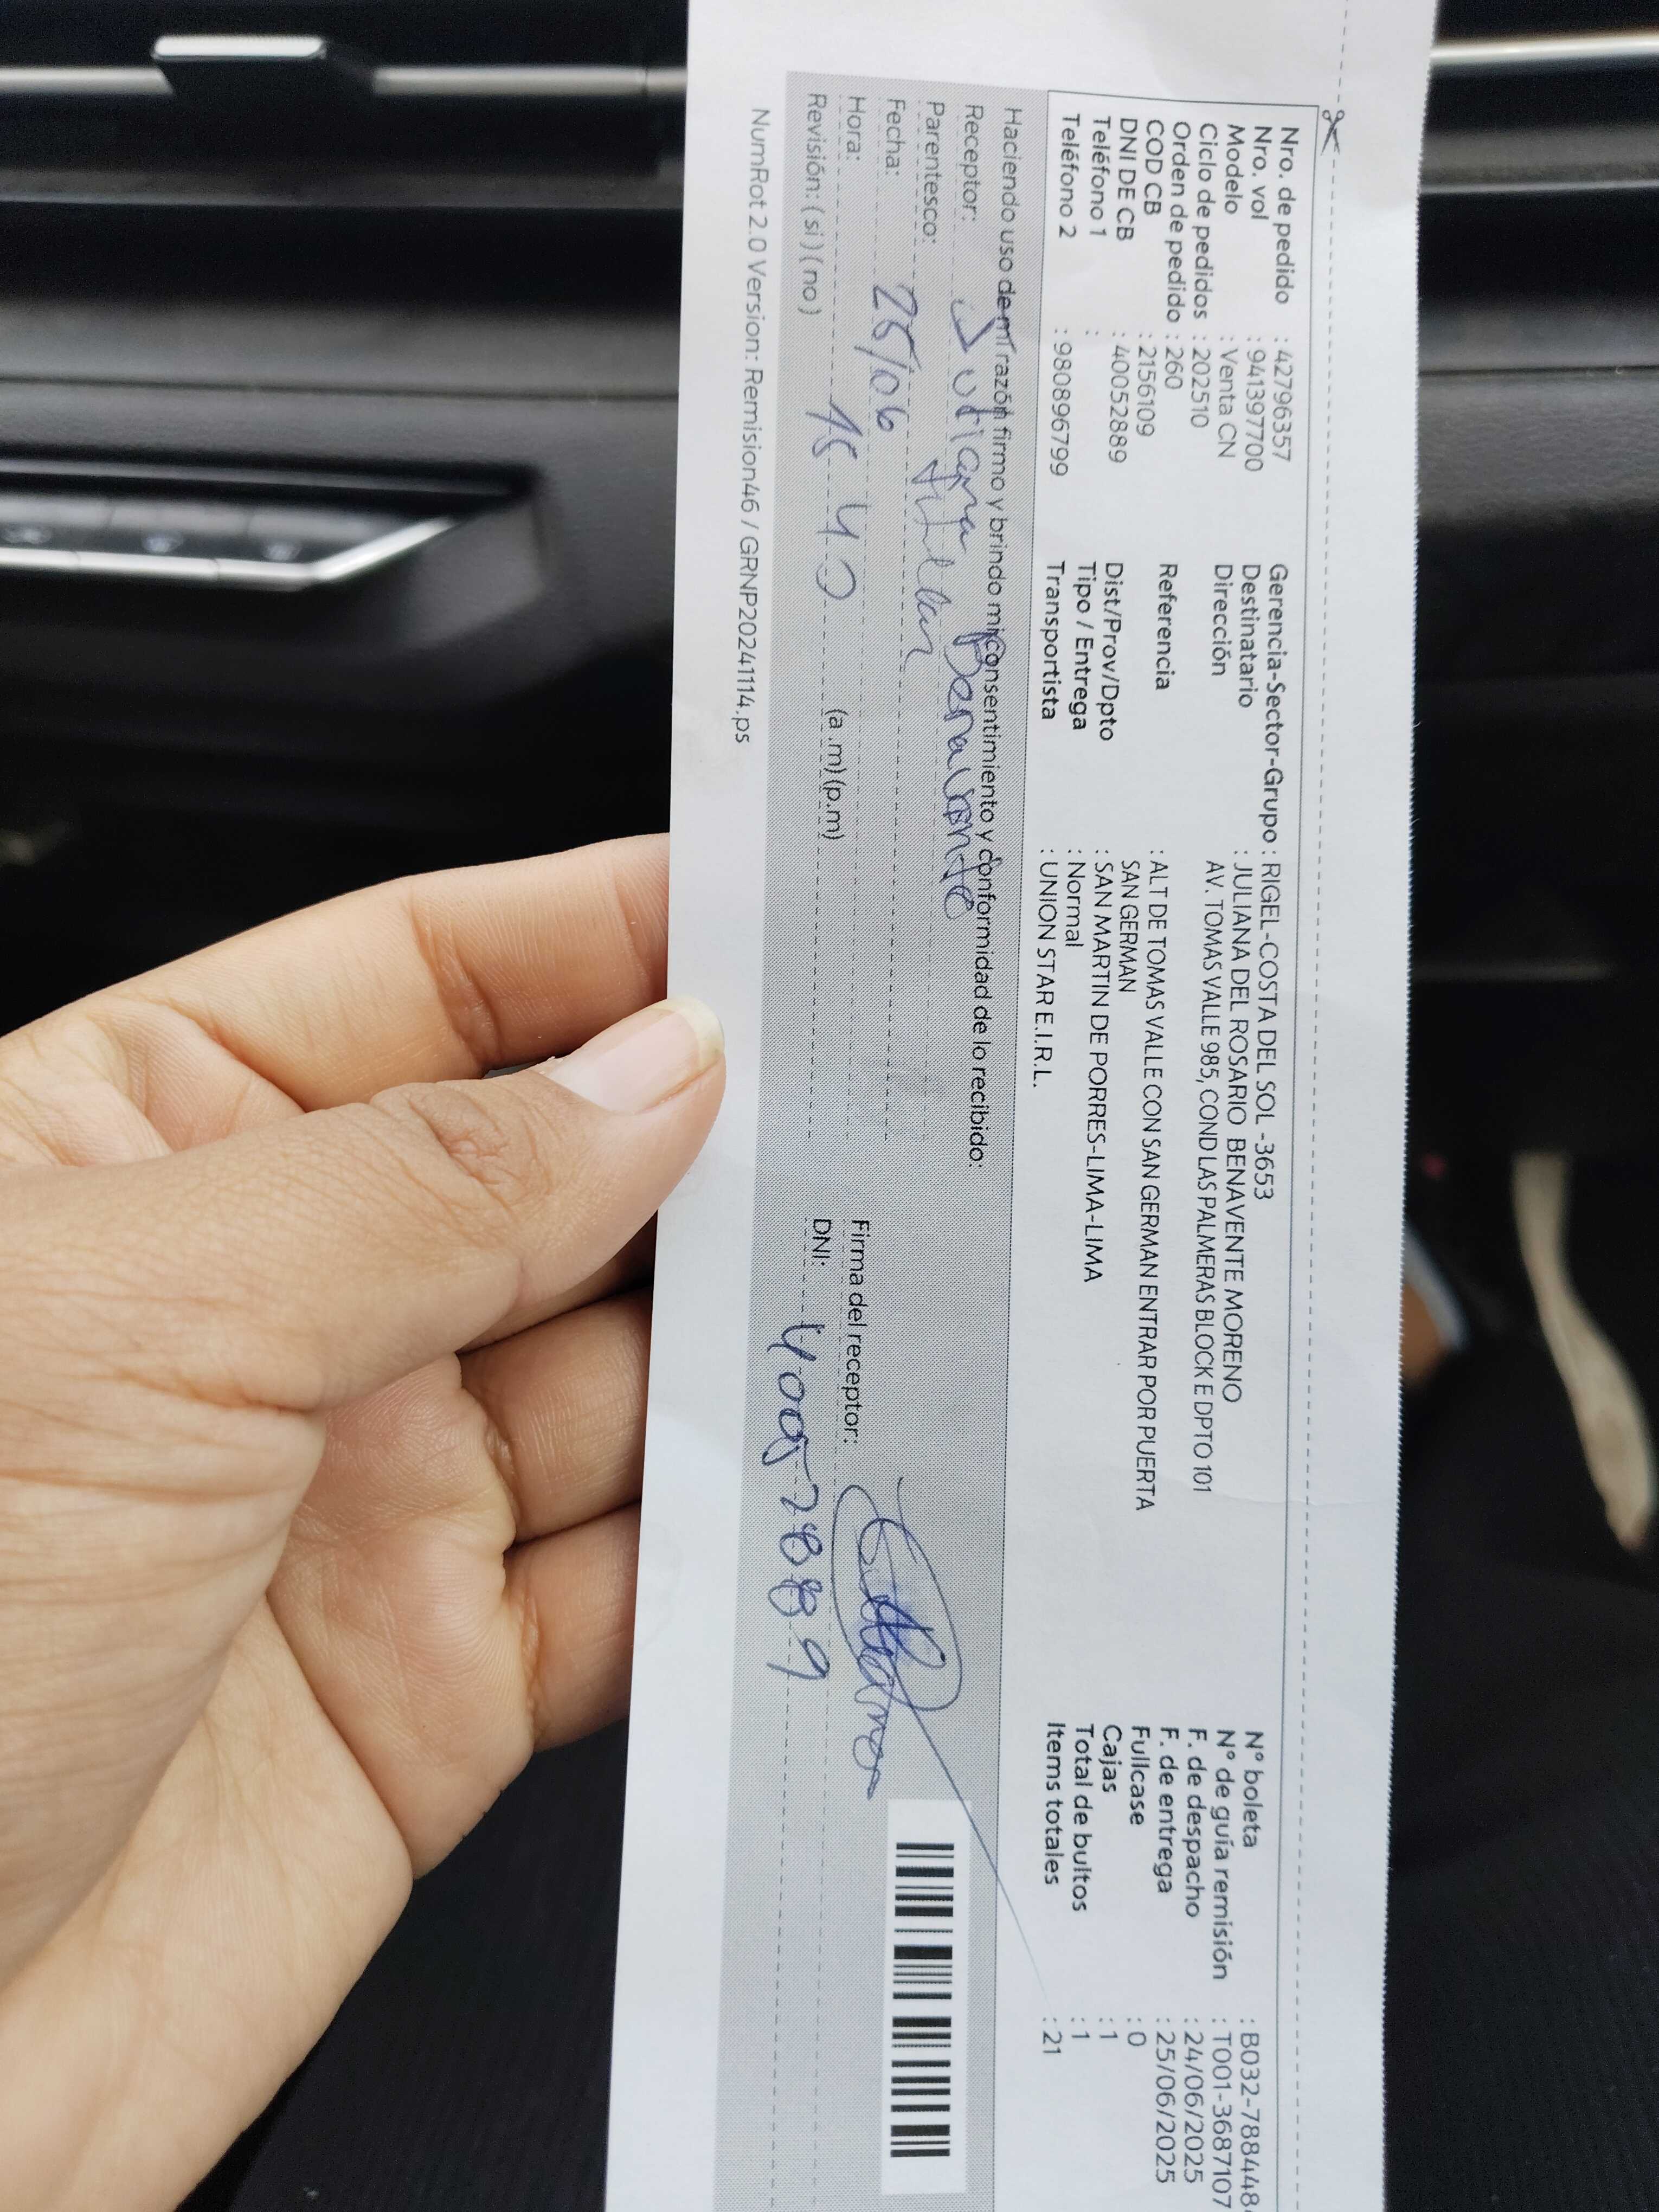 Nro. de pedido : 42796357
Nro. vol : 941397700
Modelo : Venta CN
Ciclo de pedidos : 202510
Orden de pedido : 260
COD CB : 2156109
DNI DE CB : 40052889
Teléfono 1 :
Teléfono 2 : 980896799
Gerencia-Sector-Grupo : RIGEL-COSTA DEL SOL -3653
Destinatario : JULIANA DEL ROSARIO BENAVENTE MORENO
Dirección AV. TOMAS VALLE 985, COND LAS PALMERAS BLOCK E DPTO 101
Referencia : ALT DE TOMAS VALLE CON SAN GERMAN ENTRAR POR PUERTA
SAN GERMAN
Dist/Prov/Dpto : SAN MARTIN DE PORRES-LIMA-LIMA
Tipo / Entrega : Normal
Transportista : UNION STAR E.I.R.L.
N° boleta : B032-788448
N° de guía remisión : T001-3687107
F. de despacho : 24/06/2025
F. de entrega : 25/06/2025
Fullcase : 0
Cajas : 1
Total de bultos : 1
Items totales : 21
Haciendo uso de mi razón firmo y brindo mi consentimiento y conformidad de lo recibido:
Receptor: Juliana Benavente
Parentesco: titular
Fecha: 25/06
Hora: 15 40 (a.m)(p.m)
Revisión: (si) (no)
Firma del receptor:
DNI: 40052889
NumRot 2.0 Version: Remision46 / GRNP20241114.ps